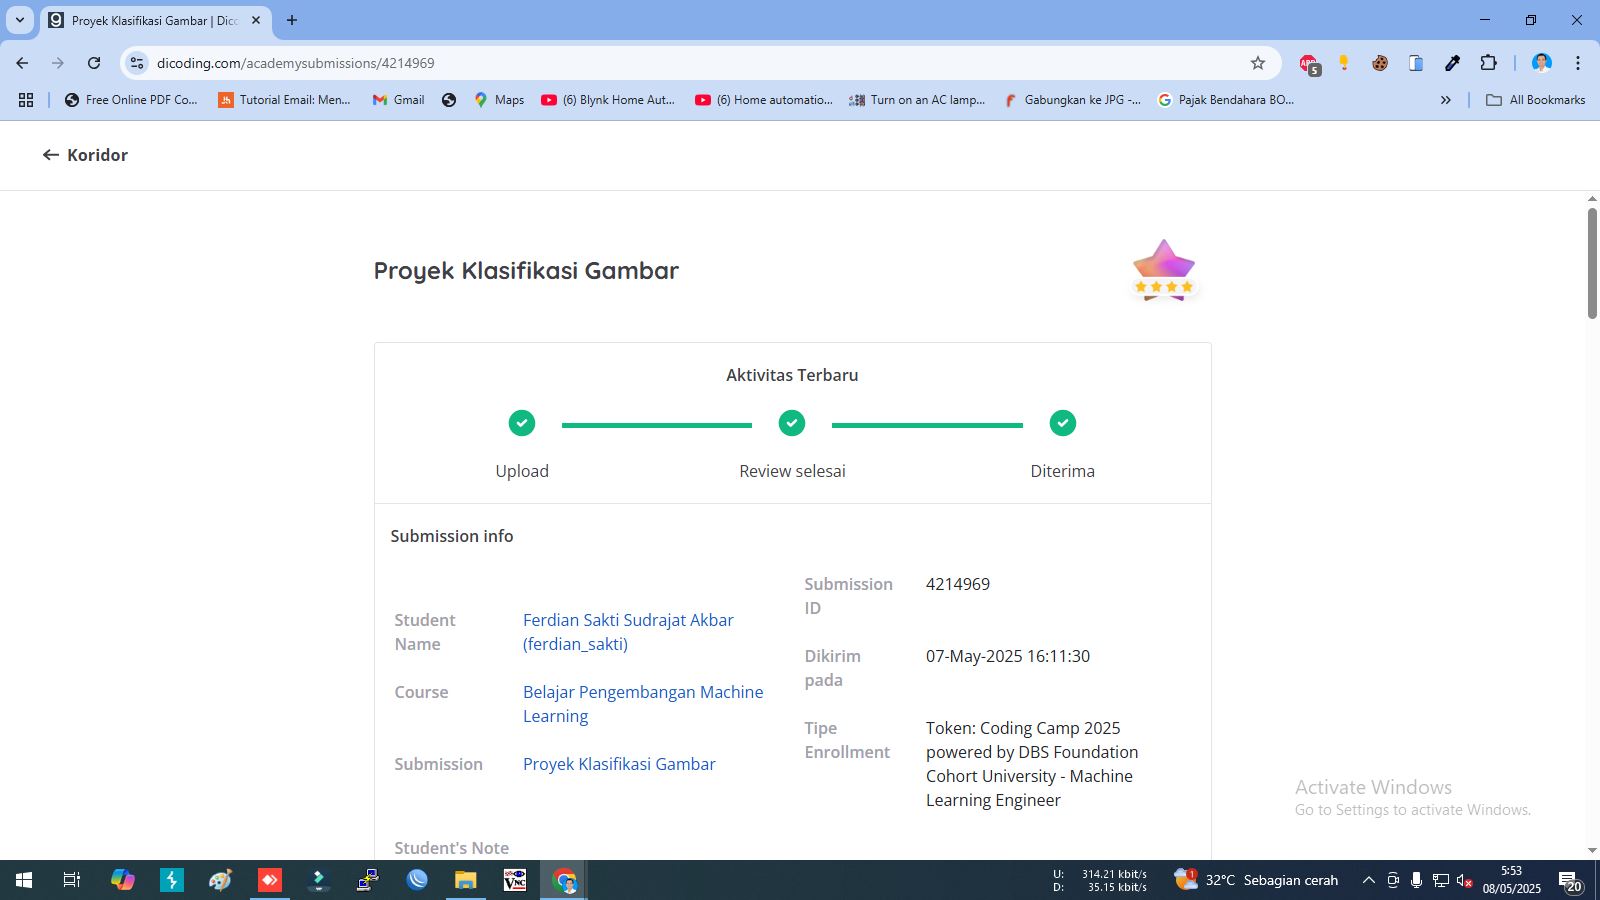 Proyek Klasifikasi Gambar | Dicc
dicoding.com/academysubmissions/4214969
5
Free Online PDF Co...
Tutorial Email: Men...
Gmail
Maps
(6) Blynk Home Aut...
(6) Home automatio...
Turn on an AC lamp...
Gabungkan ke JPG -...
Pajak Bendahara BO...
All Bookmarks
Koridor
Proyek Klasifikasi Gambar
Aktivitas Terbaru
Upload
Review selesai
Diterima
Submission info
Student Name
Ferdian Sakti Sudrajat Akbar
(ferdian_sakti)
Course
Belajar Pengembangan Machine
Learning
Submission
Proyek Klasifikasi Gambar
Submission ID
4214969
Dikirim pada
07-May-2025 16:11:30
Tipe Enrollment
Token: Coding Camp 2025
powered by DBS Foundation
Cohort University - Machine
Learning Engineer
Student's Note
Activate Windows
Go to Settings to activate Windows.
U: 314.21 kbit/s
D: 35.15 kbit/s
1
32°C Sebagian cerah
5:53
08/05/2025
20